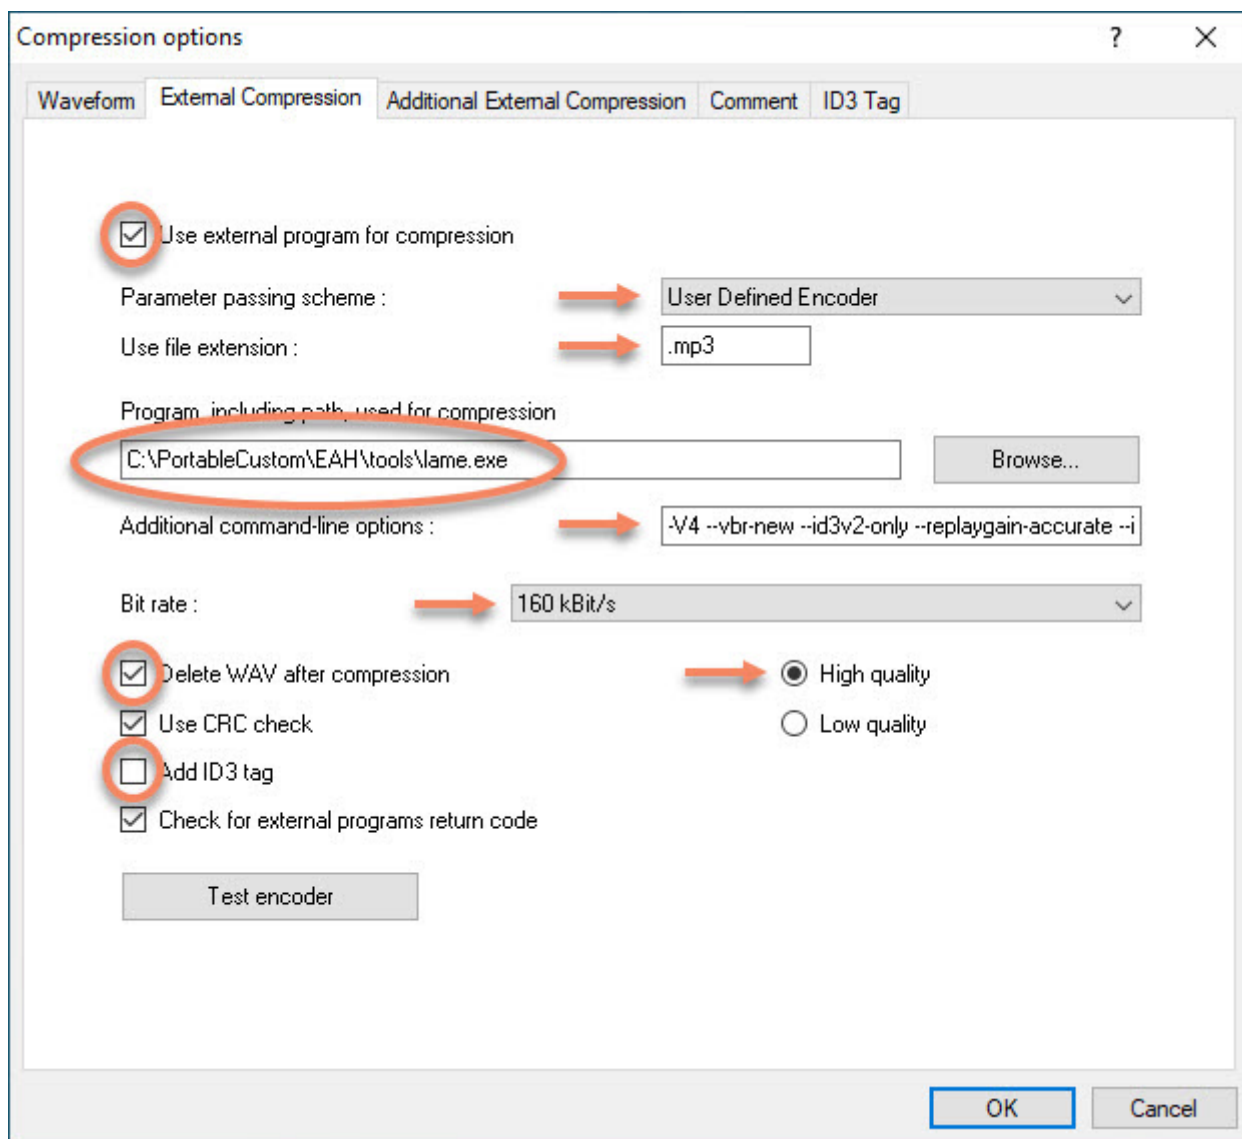 Compression options
Waveform External Compression Additional External Compression Comment ID3 Tag
Use external program for compression
Parameter passing scheme : User Defined Encoder
Use file extension : .mp3
Program, including path, used for compression
C:\PortableCustom\EAH\tools\lame.exe Browse...
Additional command-line options : -V4 --vbr-new --id3v2-only --replaygain-accurate --i
Bit rate : 160 kBit/s
Delete WAV after compression High quality
Use CRC check Low quality
Add ID3 tag
Check for external programs return code
Test encoder
OK Cancel